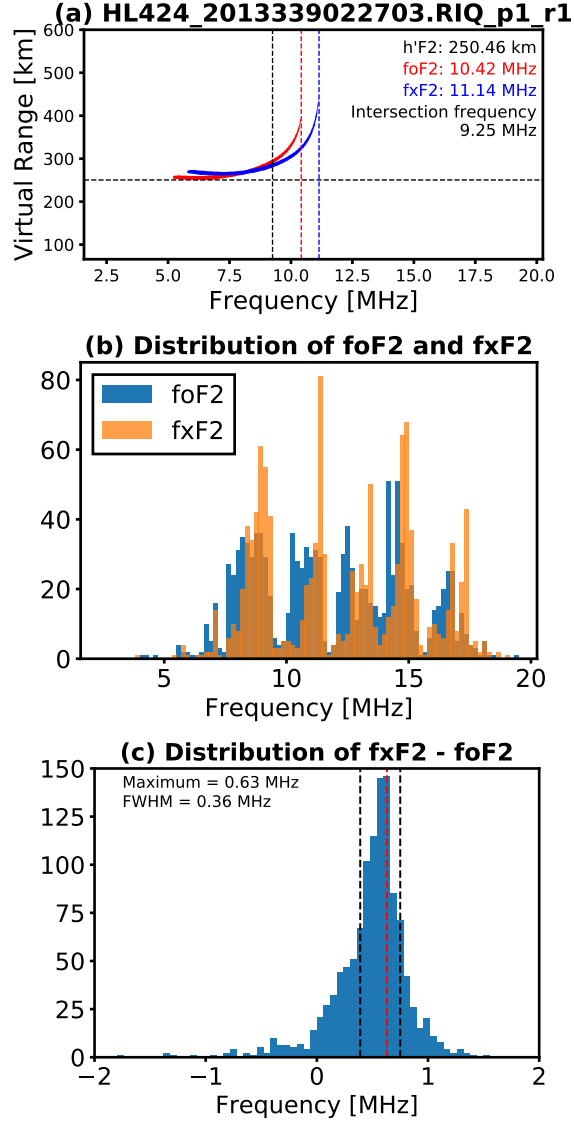 (a) HL424_2013339022703.RIQ_p1_r1
600
500
400
300
200
100
Virtual Range [km]
h'F2: 250.46 km
foF2: 10.42 MHz
fxF2: 11.14 MHz
Intersection frequency
9.25 MHz
2.5 5.0 7.5 10.0 12.5 15.0 17.5 20.0
Frequency [MHz]
(b) Distribution of foF2 and fxF2
80
60
40
20
0
foF2
fxF2
5 10 15 20
Frequency [MHz]
(c) Distribution of fxF2 - foF2
150
125
100
75
50
25
0
Maximum = 0.63 MHz
FWHM = 0.36 MHz
−2 −1 0 1 2
Frequency [MHz]